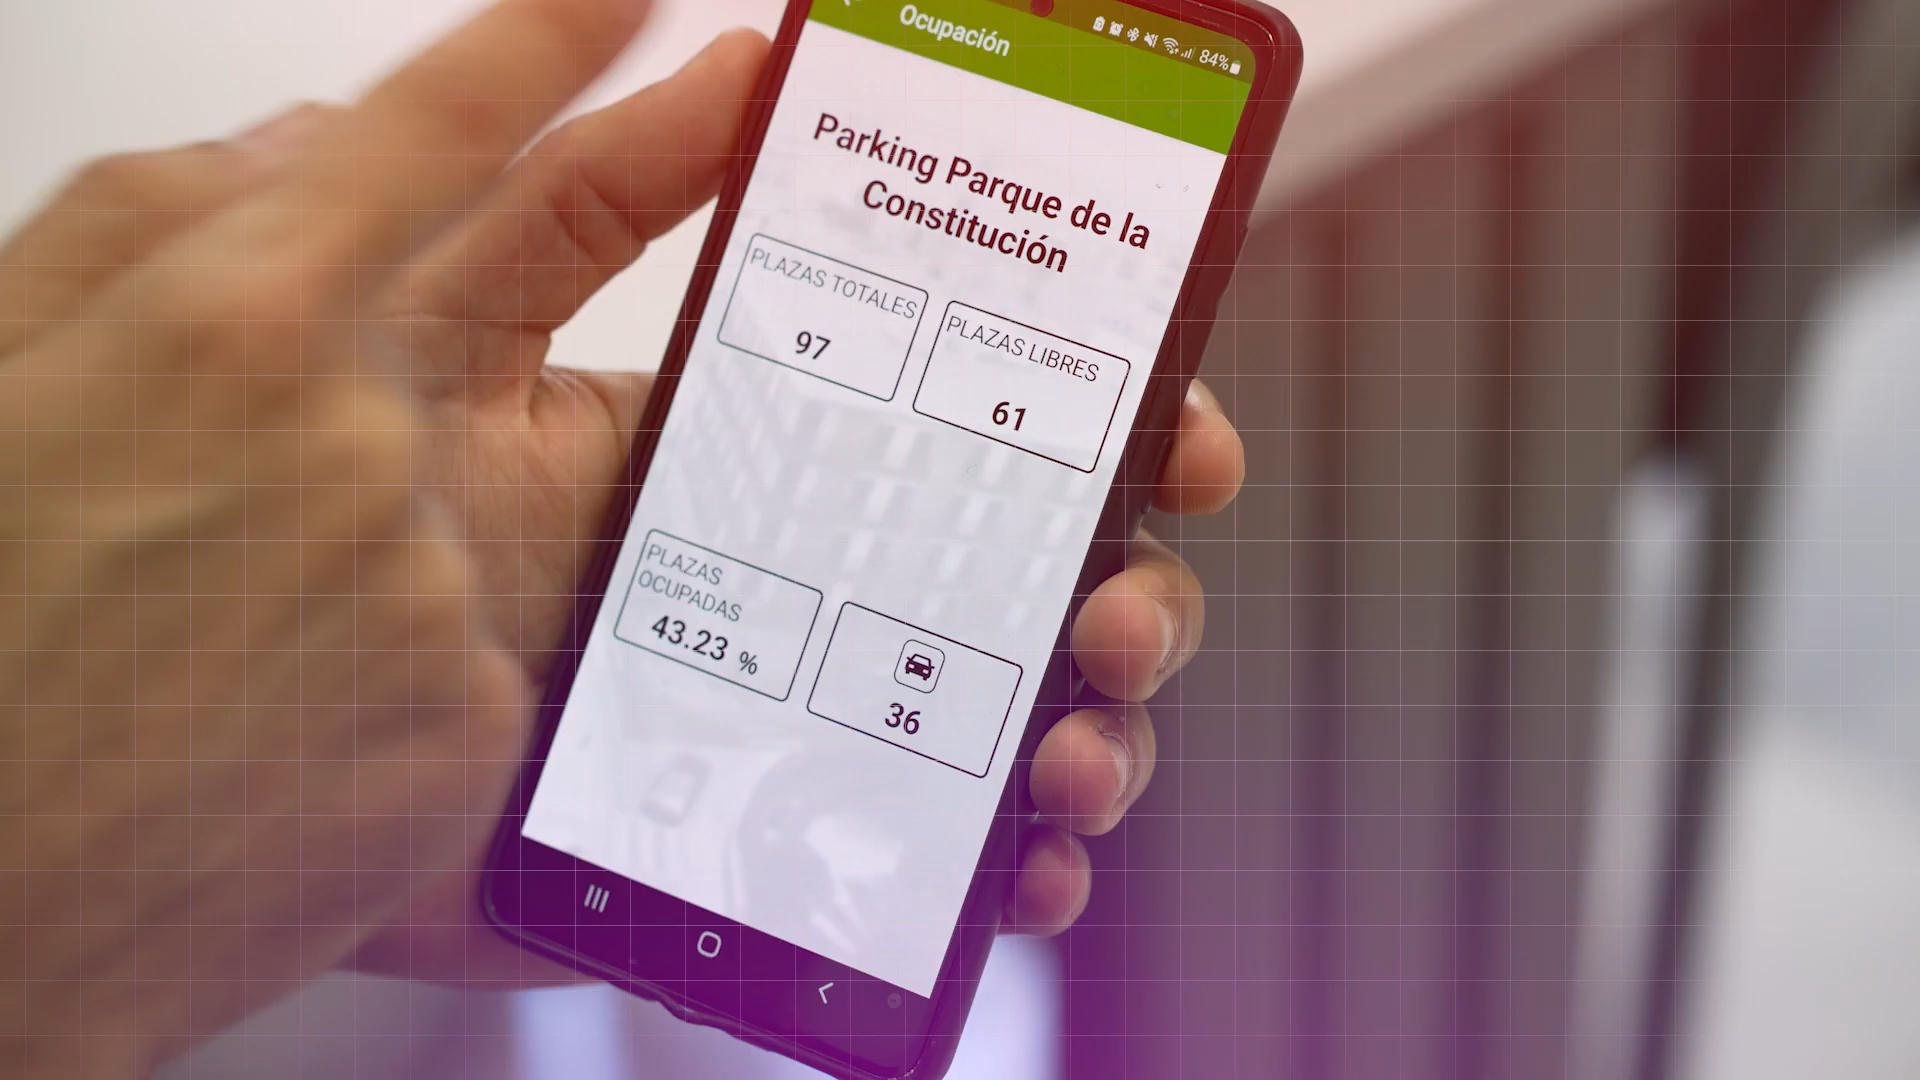 Ocupación
84%
Parking Parque de la
Constitución
PLAZAS TOTALES
97
PLAZAS LIBRES
61
PLAZAS
OCUPADAS
43.23 %
36